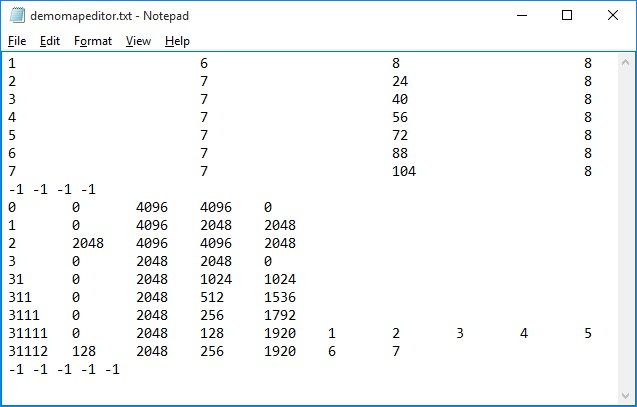 demomapeditor.txt - Notepad
File Edit Format View Help
1 6 8 8
2 7 24 8
3 7 40 8
4 7 56 8
5 7 72 8
6 7 88 8
7 7 104 8
-1 -1 -1 -1
0 0 4096 4096 0
1 0 4096 2048 2048
2 2048 4096 4096 2048
3 0 2048 2048 0
31 0 2048 1024 1024
311 0 2048 512 1536
3111 0 2048 256 1792
31111 0 2048 128 1920 1 2 3 4 5
31112 128 2048 256 1920 6 7
-1 -1 -1 -1 -1